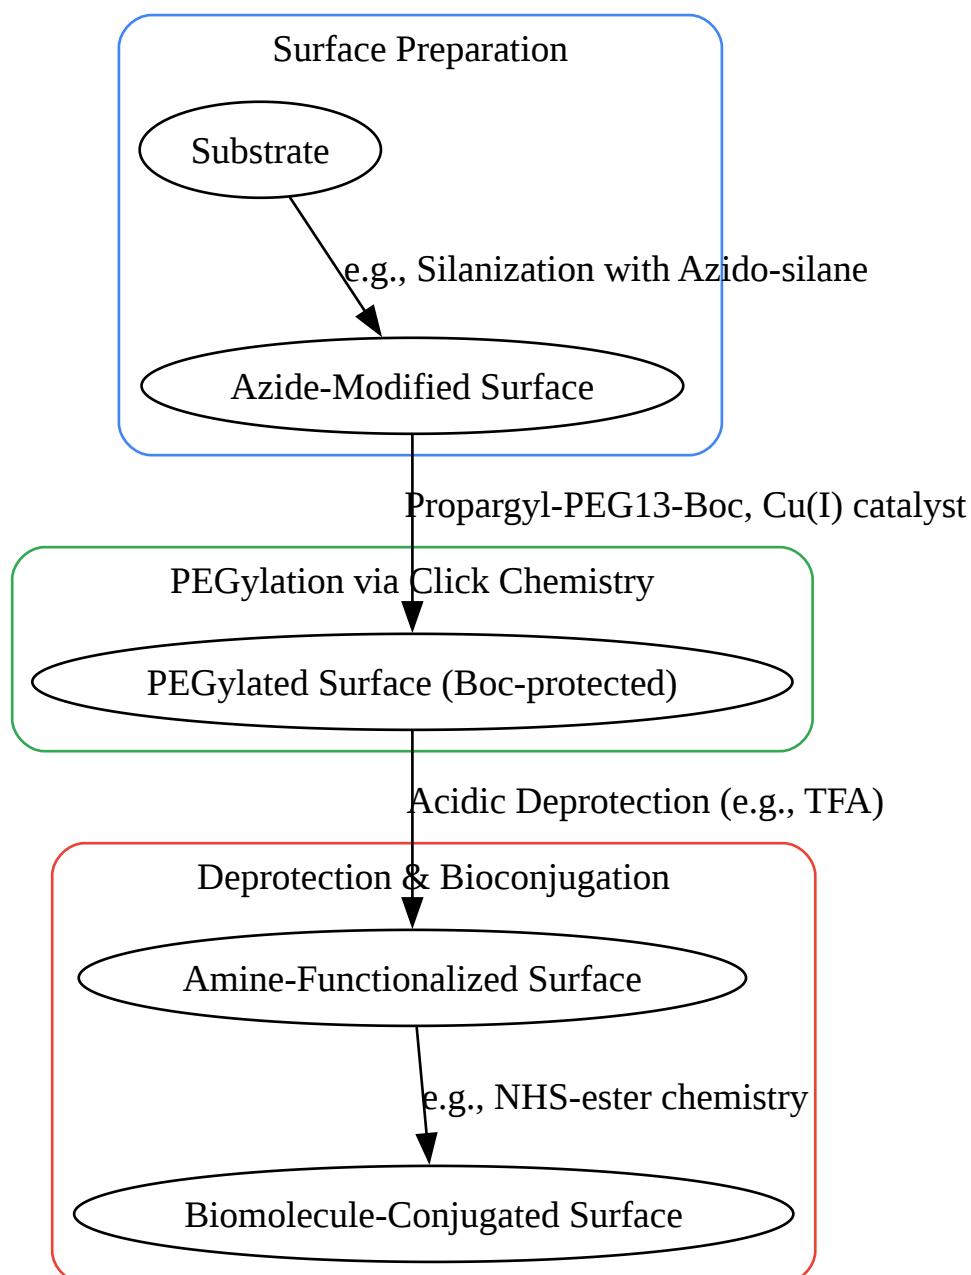 Surface Preparation
Substrate
e.g., Silanization with Azido-silane
Azide-Modified Surface
Propargyl-PEG13-Boc, Cu(I) catalyst
PEGylation via Click Chemistry
PEGylated Surface (Boc-protected)
Acidic Deprotection (e.g., TFA)
Deprotection & Bioconjugation
Amine-Functionalized Surface
e.g., NHS-ester chemistry
Biomolecule-Conjugated Surface